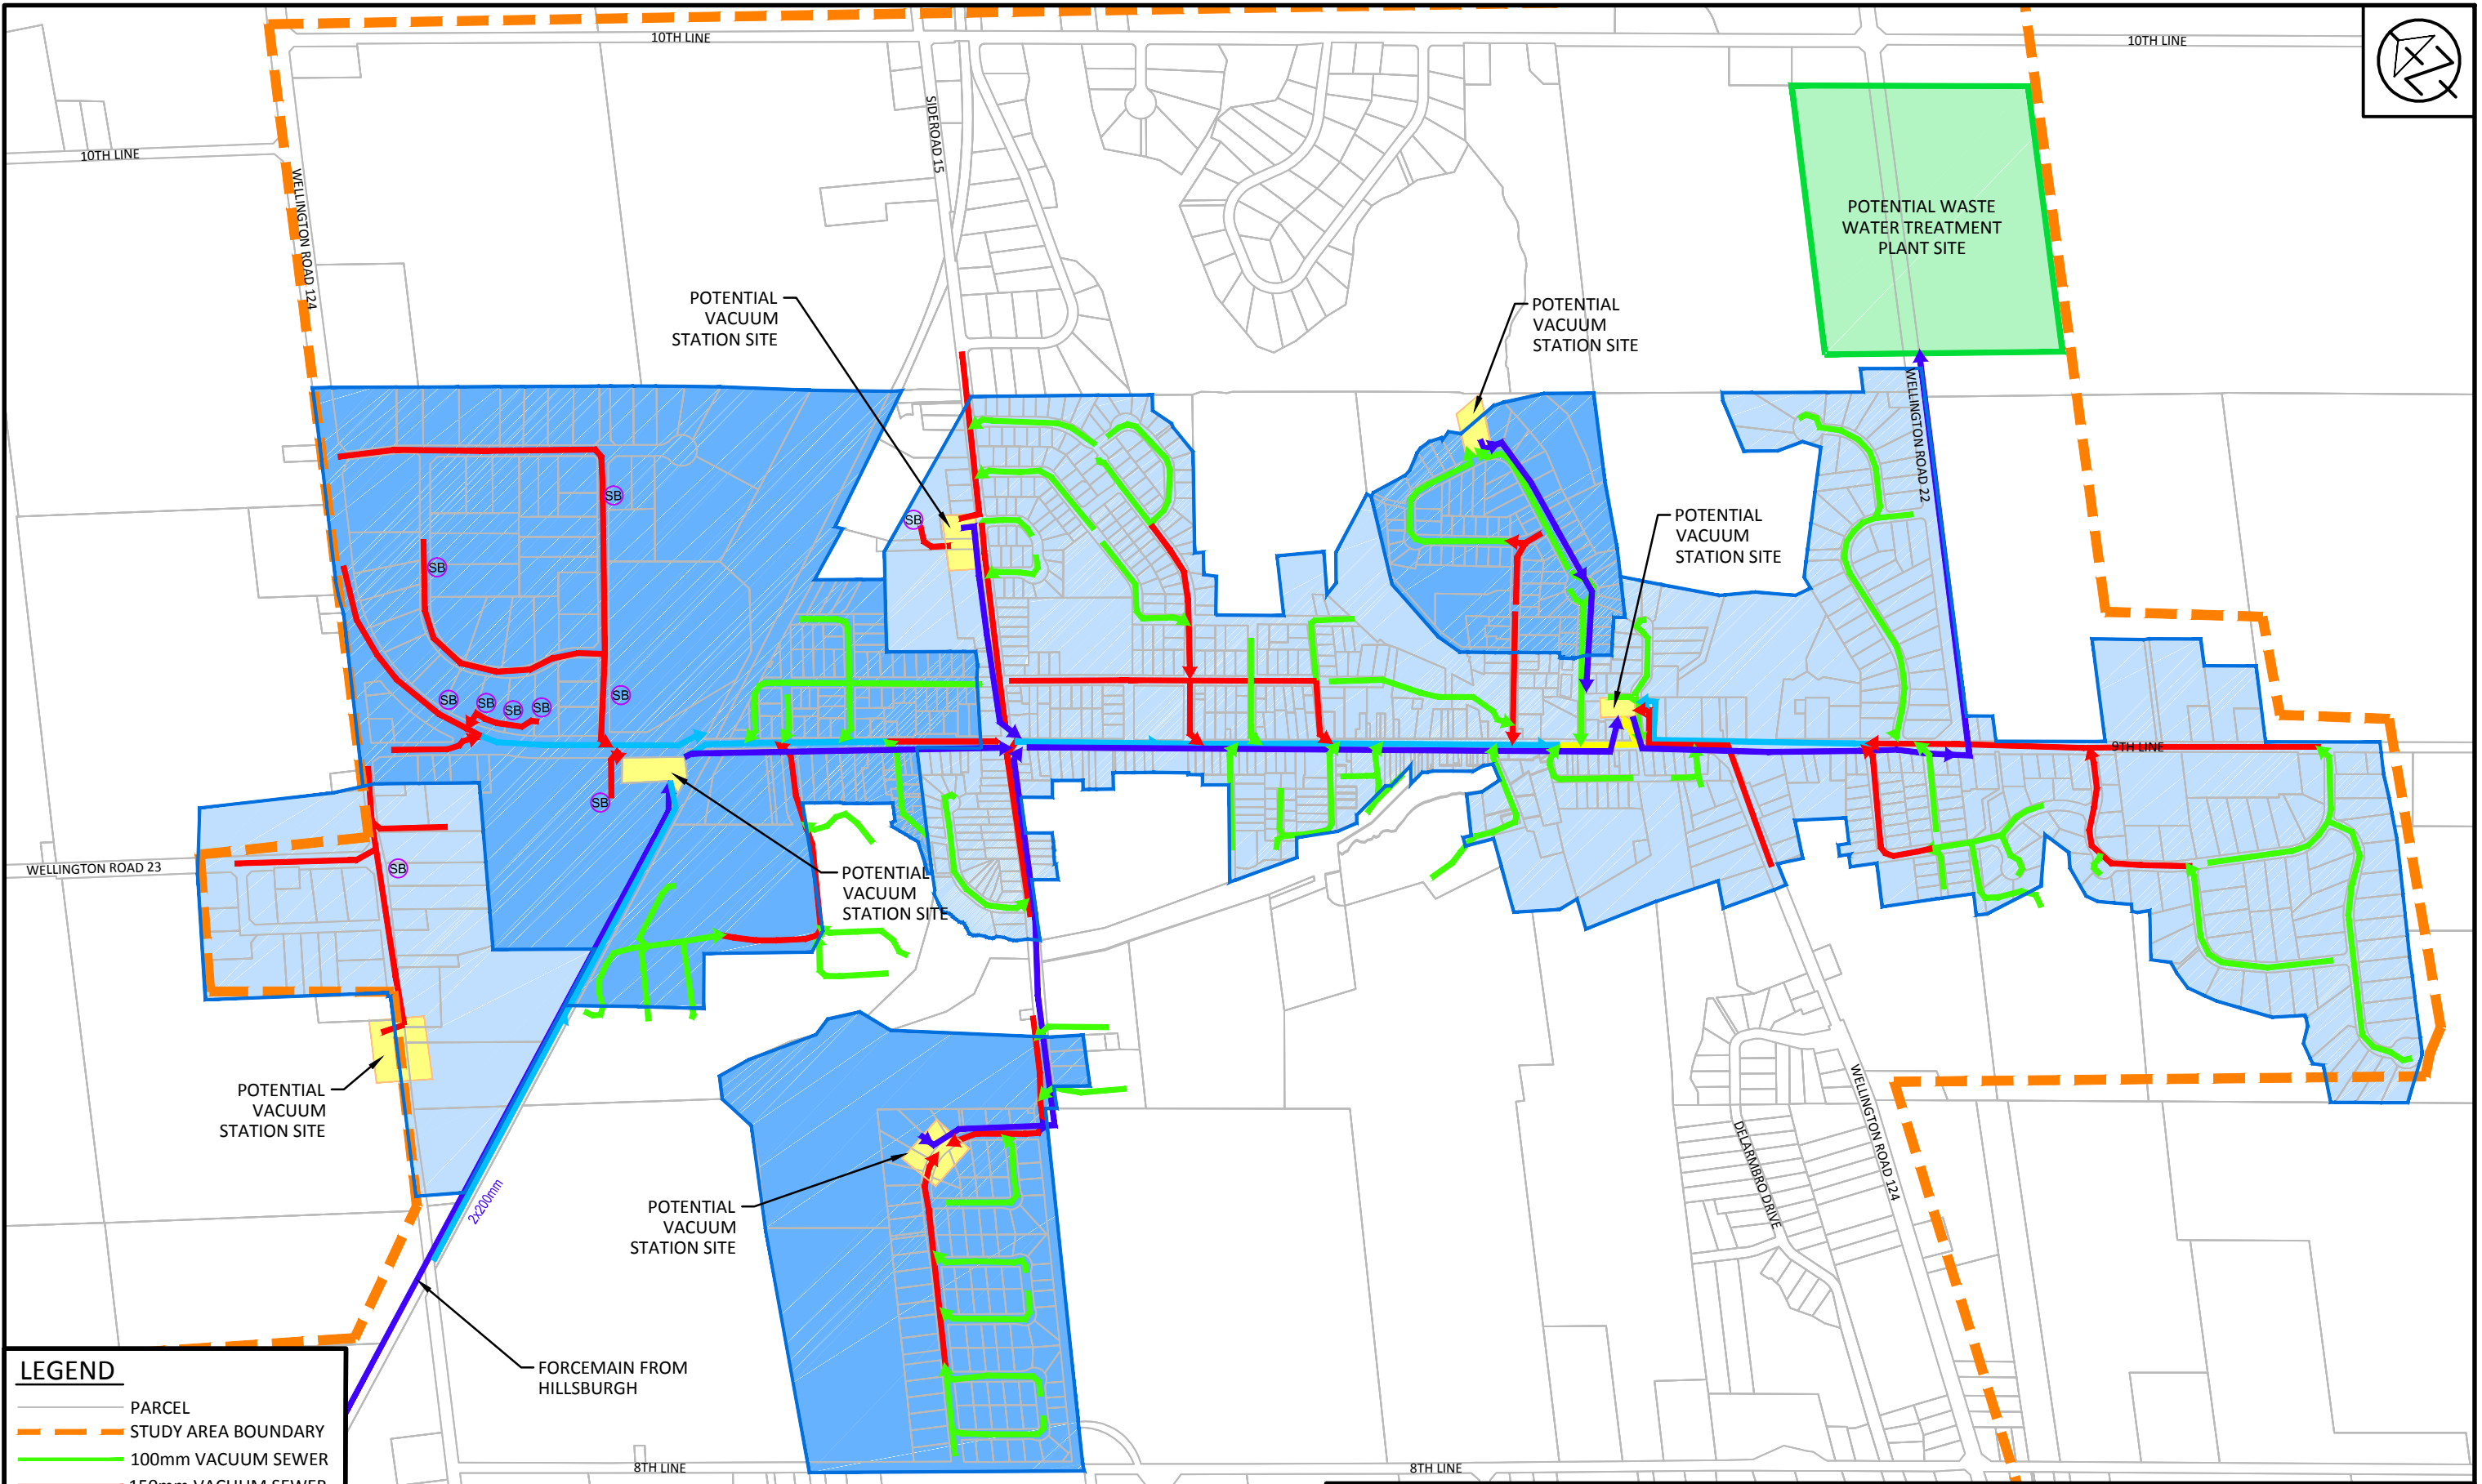 10TH LINE
10TH LINE
10TH LINE
SIDEROAD 15
WELLINGTON ROAD 124
POTENTIAL WASTE
WATER TREATMENT
PLANT SITE
POTENTIAL
VACUUM
STATION SITE
POTENTIAL
VACUUM
STATION SITE
WELLINGTON ROAD 22
SB
SB
SB
POTENTIAL
VACUUM
STATION SITE
SB
SB
SB
SB
SB
9TH LINE
SB
WELLINGTON ROAD 23
SB
POTENTIAL
VACUUM
STATION SITE
POTENTIAL
VACUUM
STATION SITE
2x200mm
POTENTIAL
VACUUM
STATION SITE
WELLINGTON ROAD 124
DELARMBRO DRIVE
FORCEMAIN FROM
HILLSBURGH
LEGEND
PARCEL
STUDY AREA BOUNDARY
100mm VACUUM SEWER
150mm VACUUM SEWER
8TH LINE
8TH LINE